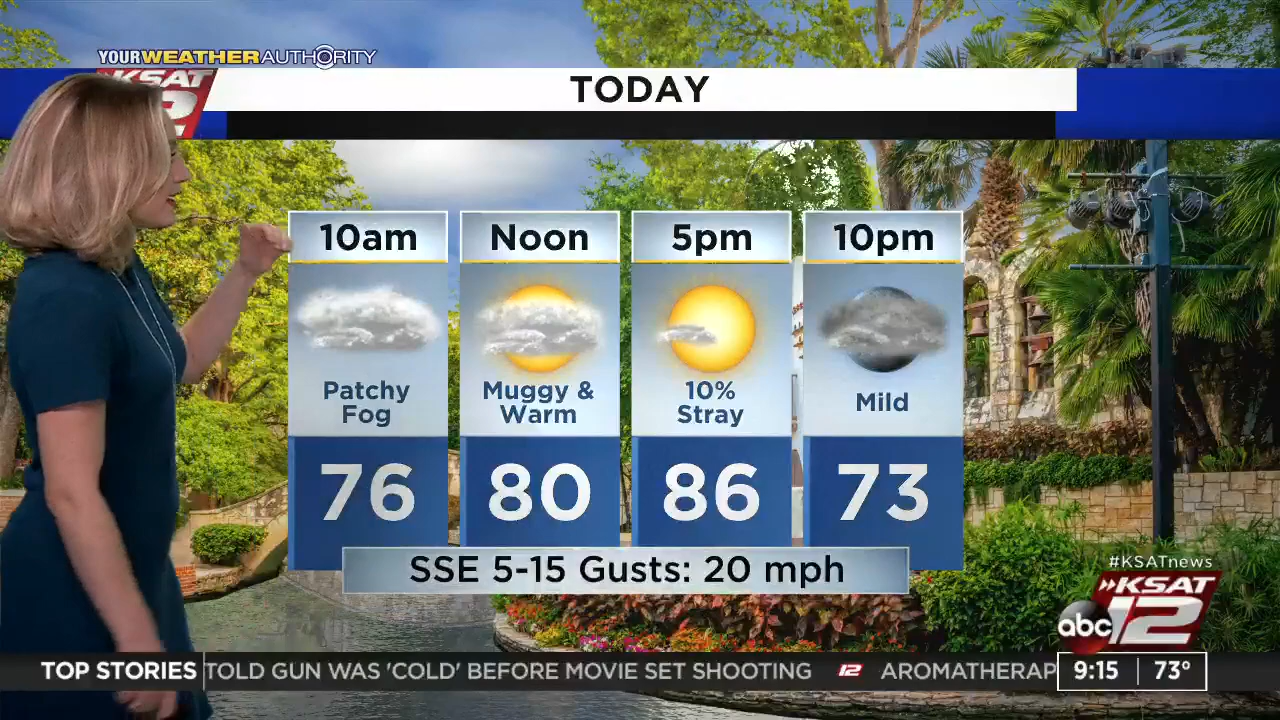 YOURWEATHERAUTHORITY
KSAT
TODAY
10am
Noon
5pm
10pm
Patchy
Fog
Muggy &
Warm
10%
Stray
Mild
76
80
86
73
SSE 5-15 Gusts: 20 mph
#KSATnews
KSAT
abc 12
TOP STORIES
TOLD GUN WAS 'COLD' BEFORE MOVIE SET SHOOTING 12 AROMATHERAP
9:15
73°